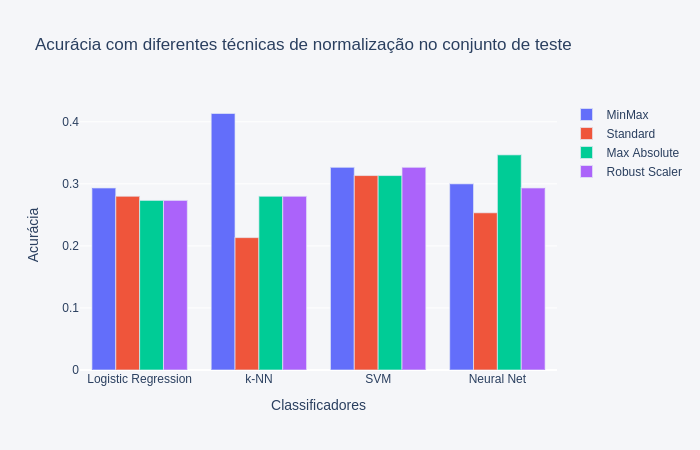 Acurácia com diferentes técnicas de normalização no conjunto de teste
MinMax
Standard
Max Absolute
Robust Scaler
Acurácia
0.4
0.3
0.2
0.1
0
Logistic Regression
k-NN
SVM
Neural Net
Classificadores